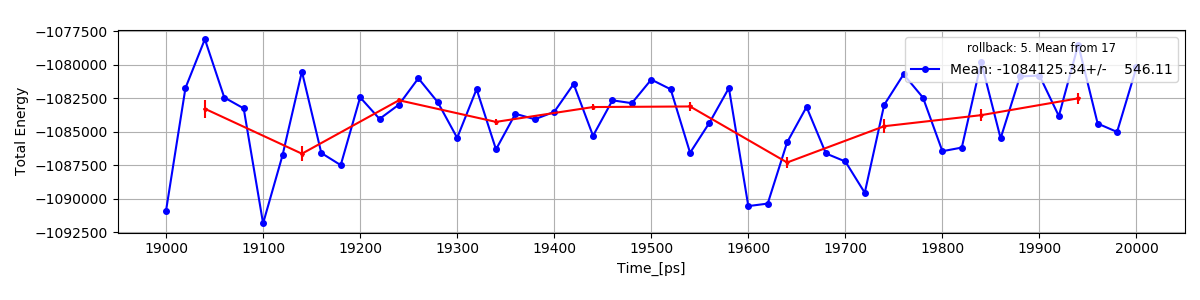 −1077500
−1080000
−1082500
−1085000
−1087500
−1090000
−1092500
Total Energy
rollback: 5. Mean from 17
Mean: -1084125.34+/-    546.11
19000 19100 19200 19300 19400 19500 19600 19700 19800 19900 20000
Time_[ps]